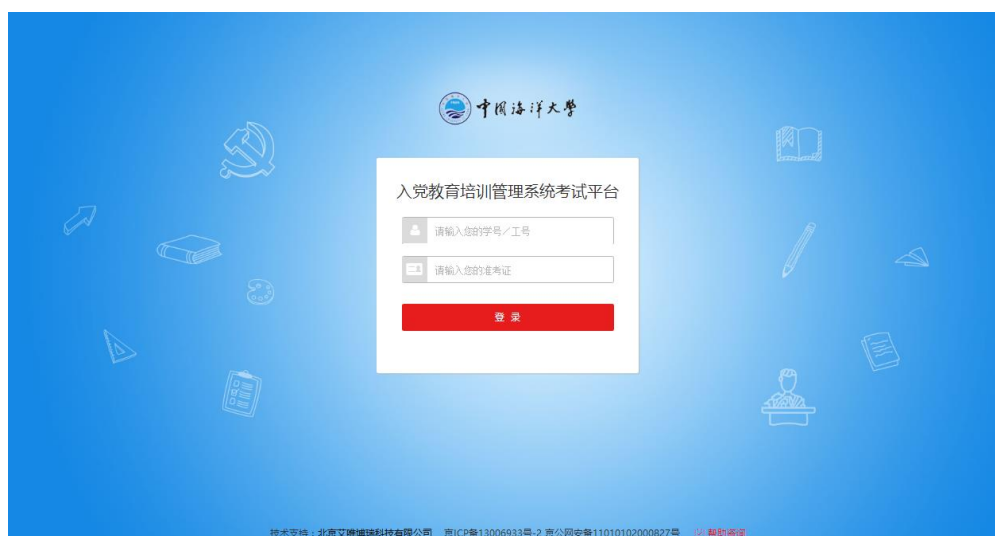 中国海洋大学
入党教育培训管理系统考试平台
请输入您的学号／工号
请输入您的准考证
登 录
技术支持：北京艾唯博瑞科技有限公司 京ICP备13006933号-2 京公网安备11010102000827号 帮助咨询